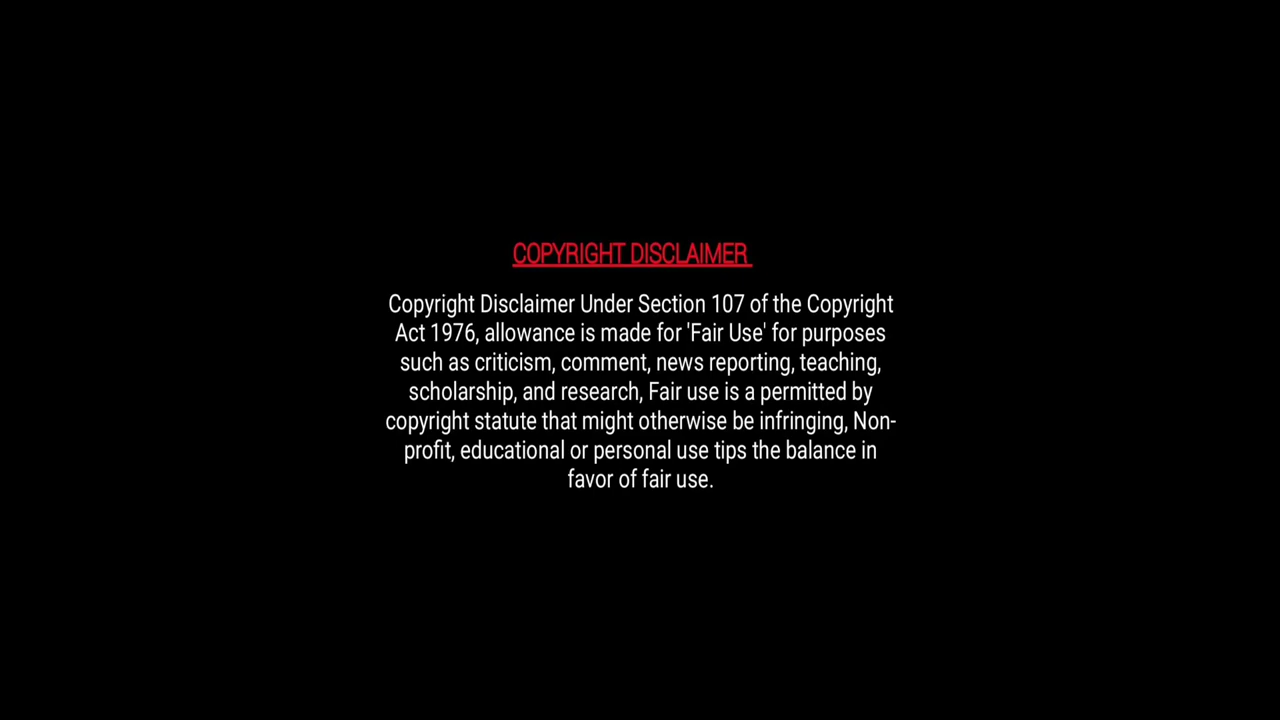 COPYRIGHT DISCLAIMER
Copyright Disclaimer Under Section 107 of the Copyright
Act 1976, allowance is made for 'Fair Use' for purposes
such as criticism, comment, news reporting, teaching,
scholarship, and research, Fair use is a permitted by
copyright statute that might otherwise be infringing, Non-
profit, educational or personal use tips the balance in
favor of fair use.